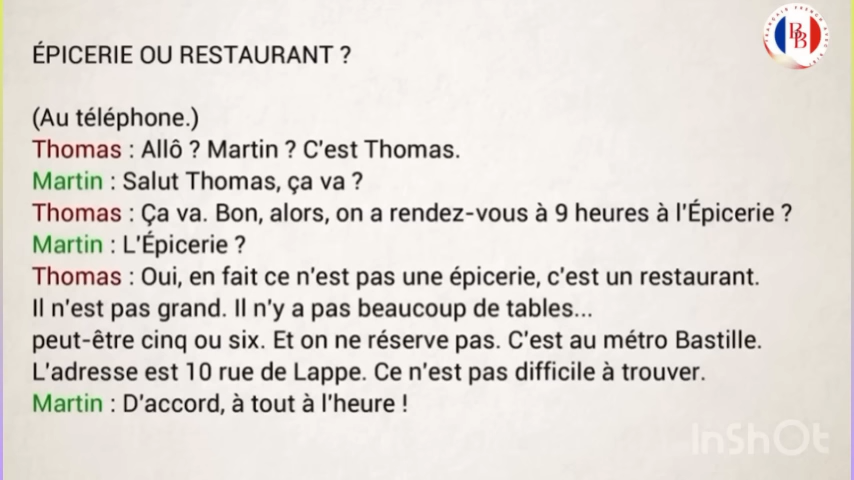 ÉPICERIE OU RESTAURANT ?
(Au téléphone.)
Thomas : Allô ? Martin ? C'est Thomas.
Martin : Salut Thomas, ça va ?
Thomas : Ça va. Bon, alors, on a rendez-vous à 9 heures à l'Épicerie ?
Martin : L'Épicerie ?
Thomas : Oui, en fait ce n'est pas une épicerie, c'est un restaurant.
Il n'est pas grand. Il n'y a pas beaucoup de tables...
peut-être cinq ou six. Et on ne réserve pas. C'est au métro Bastille.
L'adresse est 10 rue de Lappe. Ce n'est pas difficile à trouver.
Martin : D'accord, à tout à l'heure !
InShOt